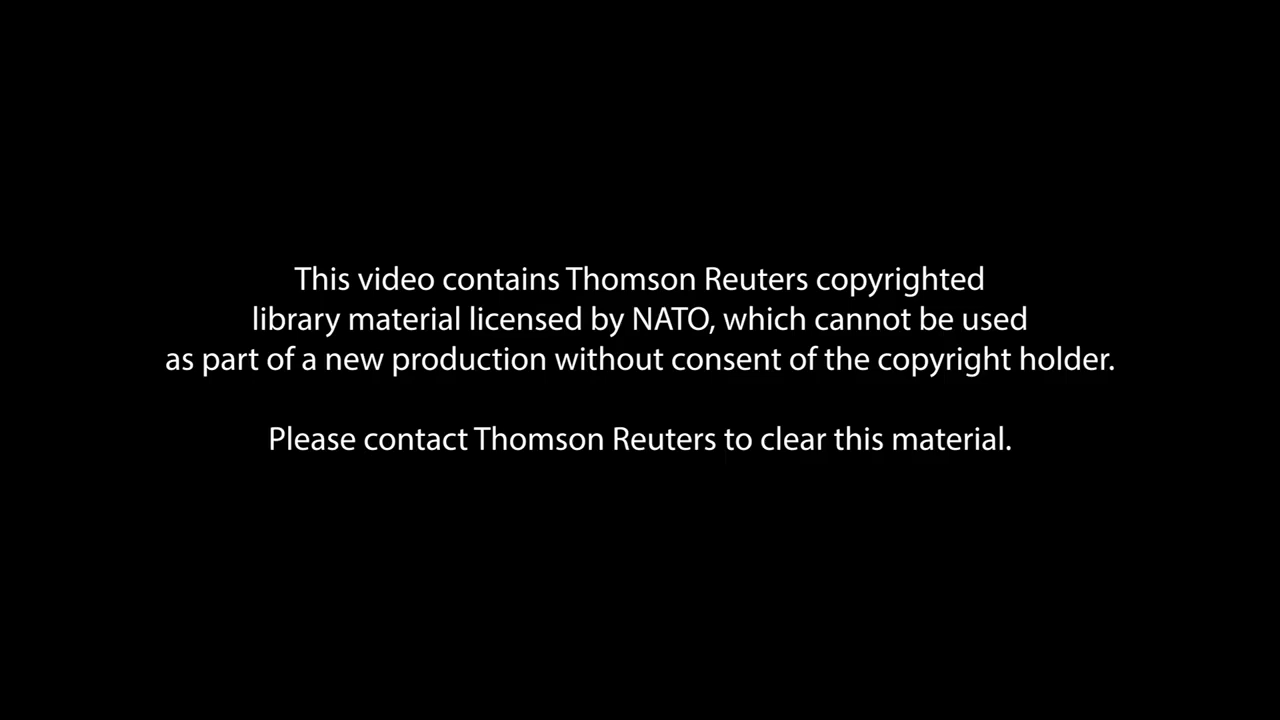 This video contains Thomson Reuters copyrighted
library material licensed by NATO, which cannot be used
as part of a new production without consent of the copyright holder.
Please contact Thomson Reuters to clear this material.